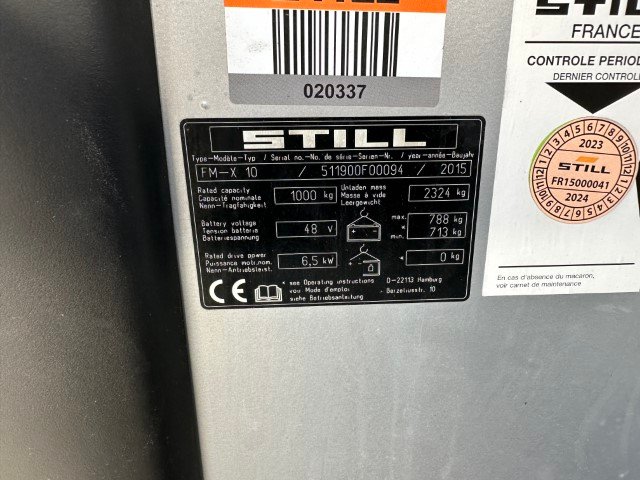 020337
STILL
Type-Modèle-Typ / Serial no.-No. de série-Serien-Nr. / year-année-Baujahr
FM-X 10 / 511900F00094 / 2015
Rated capacity
Capacité nominale
Nenn-Tragfähigkeit
1000 kg
Unladen mass
Masse à vide
Leergewicht
2324 kg
Battery voltage
Tension batterie
Batteriespannung
48 V
max. 788 kg
*
min. 713 kg
Rated drive power
Puissance motr.nom.
Nenn-Antriebsleist.
6.5 kW
* 0 kg
CE
* see Operating instructions
voir Mode d'emploi
siehe Betriebsanleitung
D-22113 Hamburg
Berzeliusstr. 10
STILL
FRANCE
CONTROLE PERIOD
DERNIER CONTROL
2023
STILL
FR15000041
2024
En cas d'absence du macaron,
voir carnet de maintenance